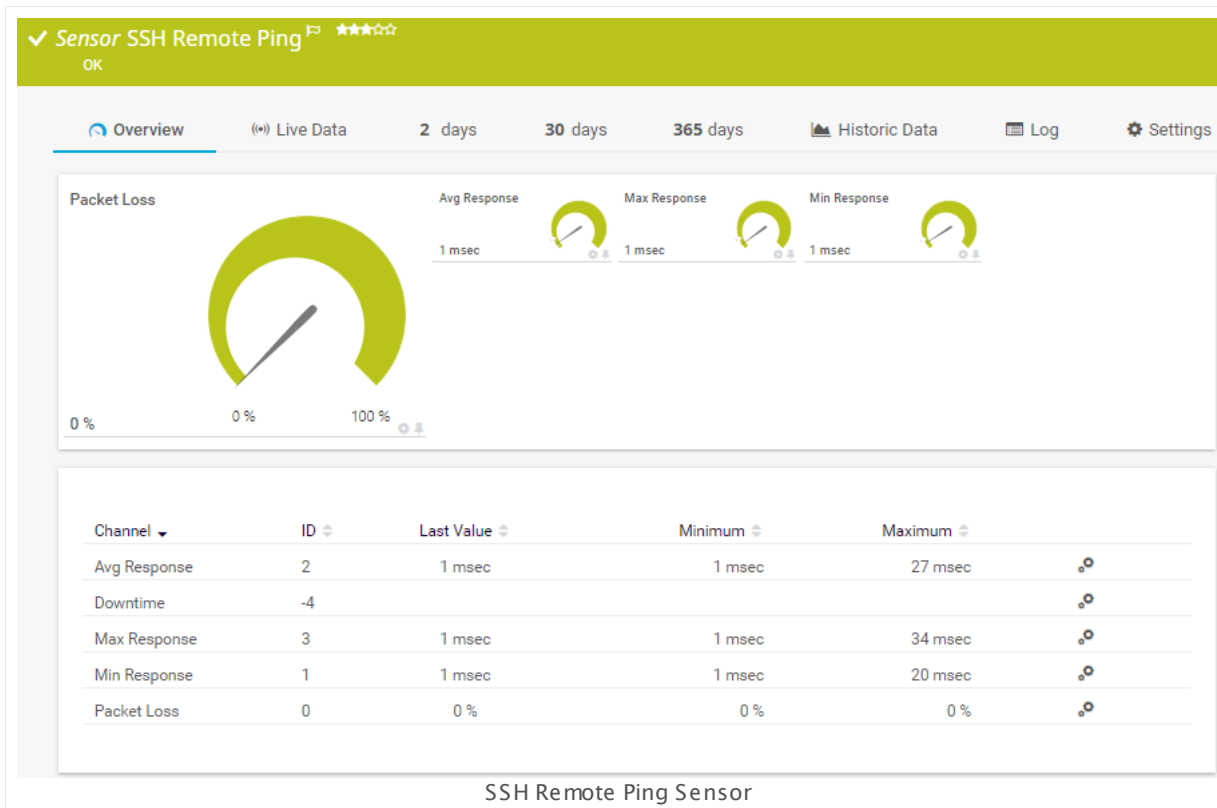 Sensor SSH Remote Ping
OK
Overview Live Data 2 days 30 days 365 days Historic Data Log Settings
Packet Loss Avg Response Max Response Min Response
1 msec 1 msec 1 msec
0 % 100 %
0 %
Channel ID Last Value Minimum Maximum
Avg Response 2 1 msec 1 msec 27 msec
Downtime -4
Max Response 3 1 msec 1 msec 34 msec
Min Response 1 1 msec 1 msec 20 msec
Packet Loss 0 0 % 0 % 0 %
SSH Remote Ping Sensor